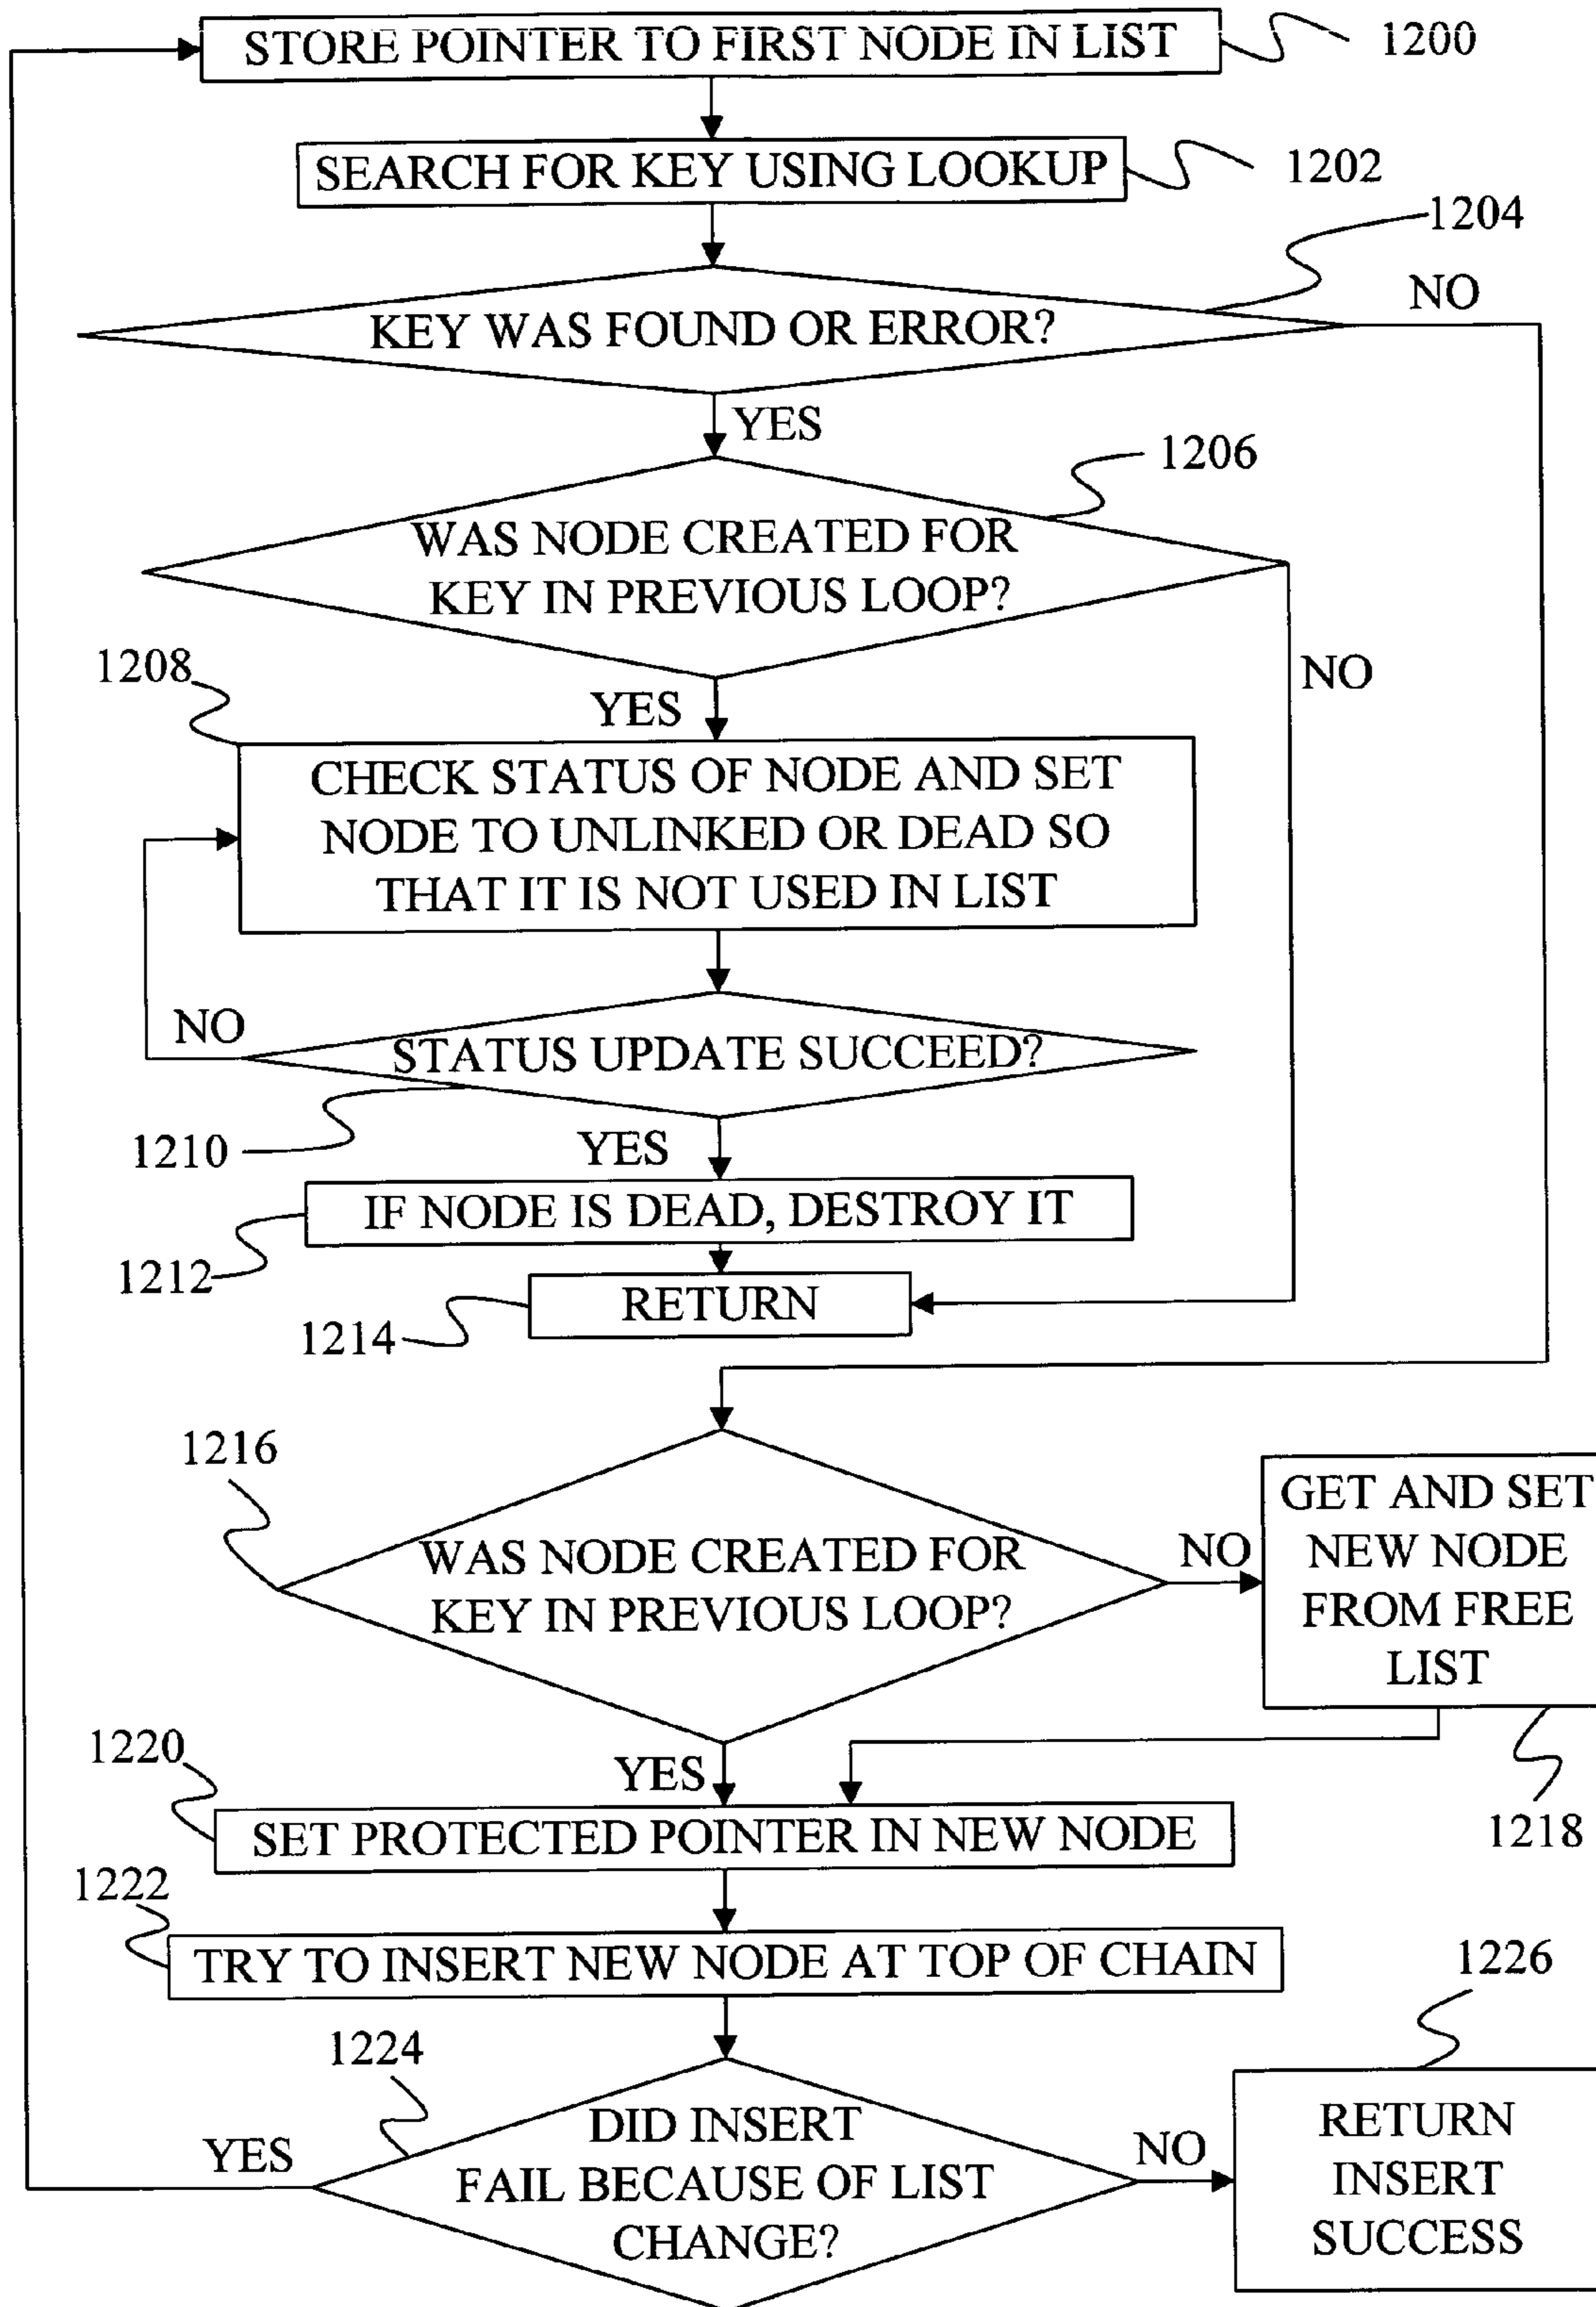 STORE POINTER TO FIRST NODE IN LIST
1200
SEARCH FOR KEY USING LOOKUP
1202
1204
KEY WAS FOUND OR ERROR?
NO
YES
1206
WAS NODE CREATED FOR
KEY IN PREVIOUS LOOP?
NO
1208
YES
CHECK STATUS OF NODE AND SET
NODE TO UNLINKED OR DEAD SO
THAT IT IS NOT USED IN LIST
NO
STATUS UPDATE SUCCEED?
1210
YES
IF NODE IS DEAD, DESTROY IT
1212
RETURN
1214
1216
WAS NODE CREATED FOR
KEY IN PREVIOUS LOOP?
NO
GET AND SET
NEW NODE
FROM FREE
LIST
1218
1220
YES
SET PROTECTED POINTER IN NEW NODE
1222
TRY TO INSERT NEW NODE AT TOP OF CHAIN
1224
1226
DID INSERT
FAIL BECAUSE OF LIST
CHANGE?
YES
NO
RETURN
INSERT
SUCCESS